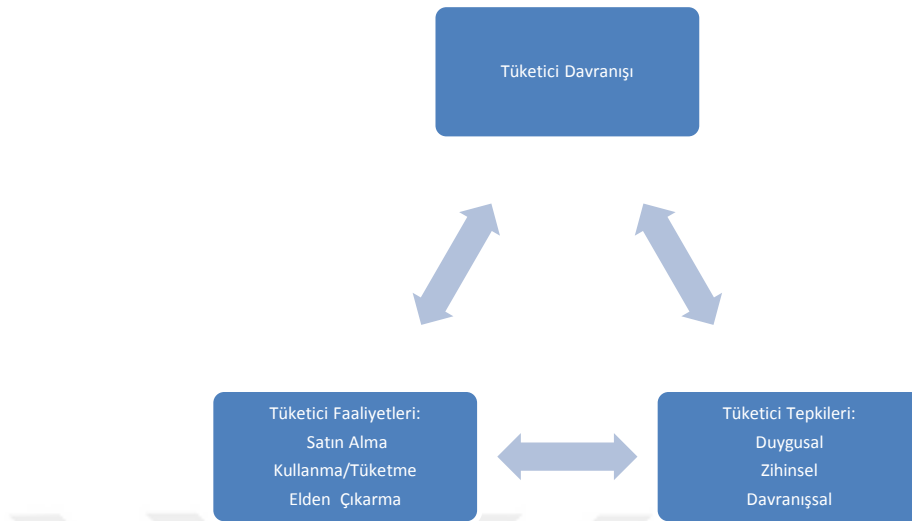 Tüketici Davranışı
Tüketici Faaliyetleri:
Satın Alma
Kullanma/Tüketme
Elden Çıkarma
Tüketici Tepkileri:
Duygusal
Zihinsel
Davranışsal